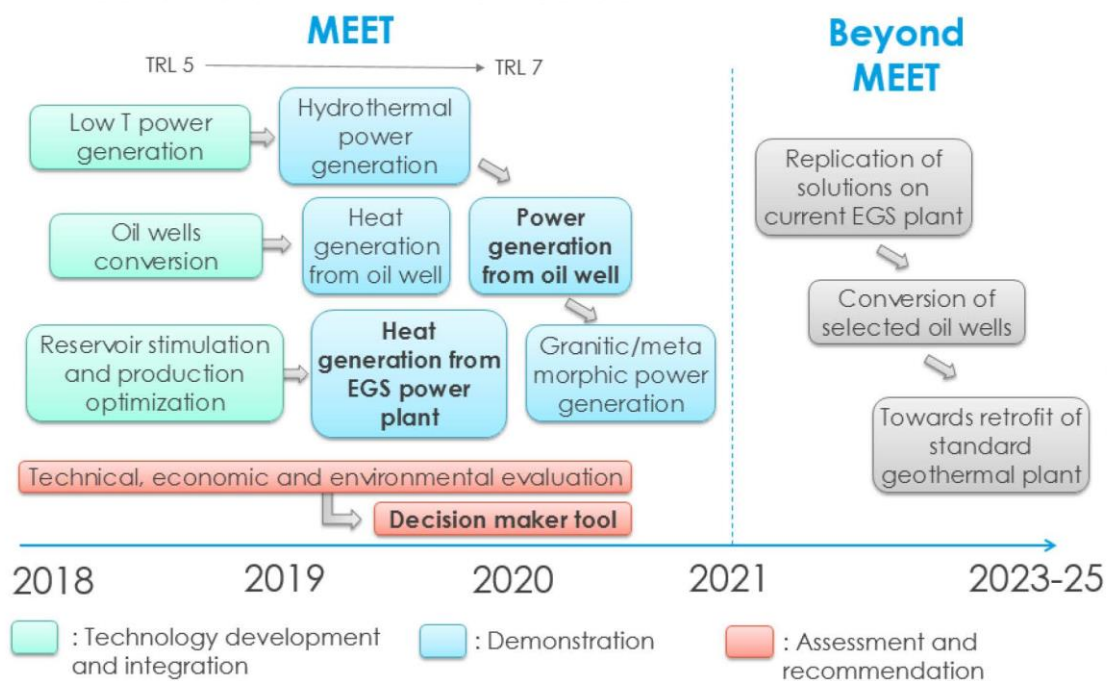 MEET
Beyond
MEET
TRL 5
TRL 7
Low T power
generation
Hydrothermal
power
generation
Oil wells
conversion
Heat
generation
from oil well
Power
generation
from oil well
Reservoir stimulation
and production
optimization
Heat
generation from
EGS power
plant
Granitic/meta
morphic power
generation
Technical, economic and environmental evaluation
Decision maker tool
Replication of
solutions on
current EGS plant
Conversion of
selected oil wells
Towards retrofit of
standard
geothermal plant
2018
2019
2020
2021
2023-25
: Technology development
and integration
: Demonstration
: Assessment and
recommendation